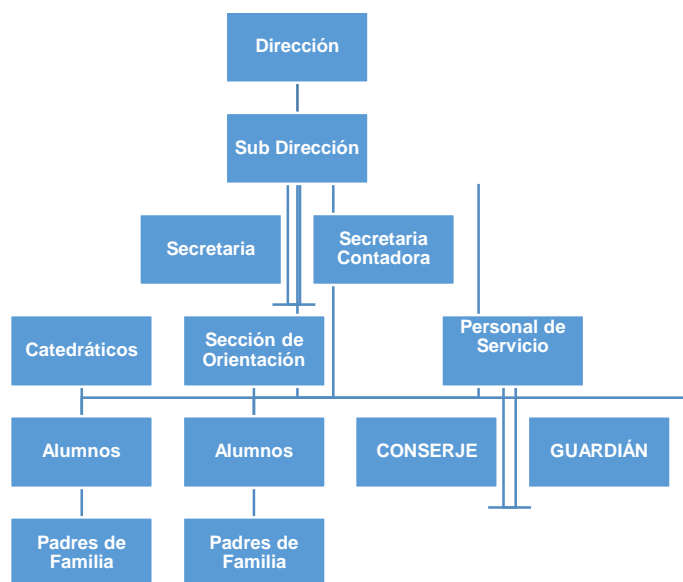 Dirección
Sub Dirección
Secretaria
Secretaria
Contadora
Catedráticos
Sección de
Orientación
Personal de
Servicio
Alumnos
Alumnos
CONSERJE
GUARDIÁN
Padres de
Familia
Padres de
Familia